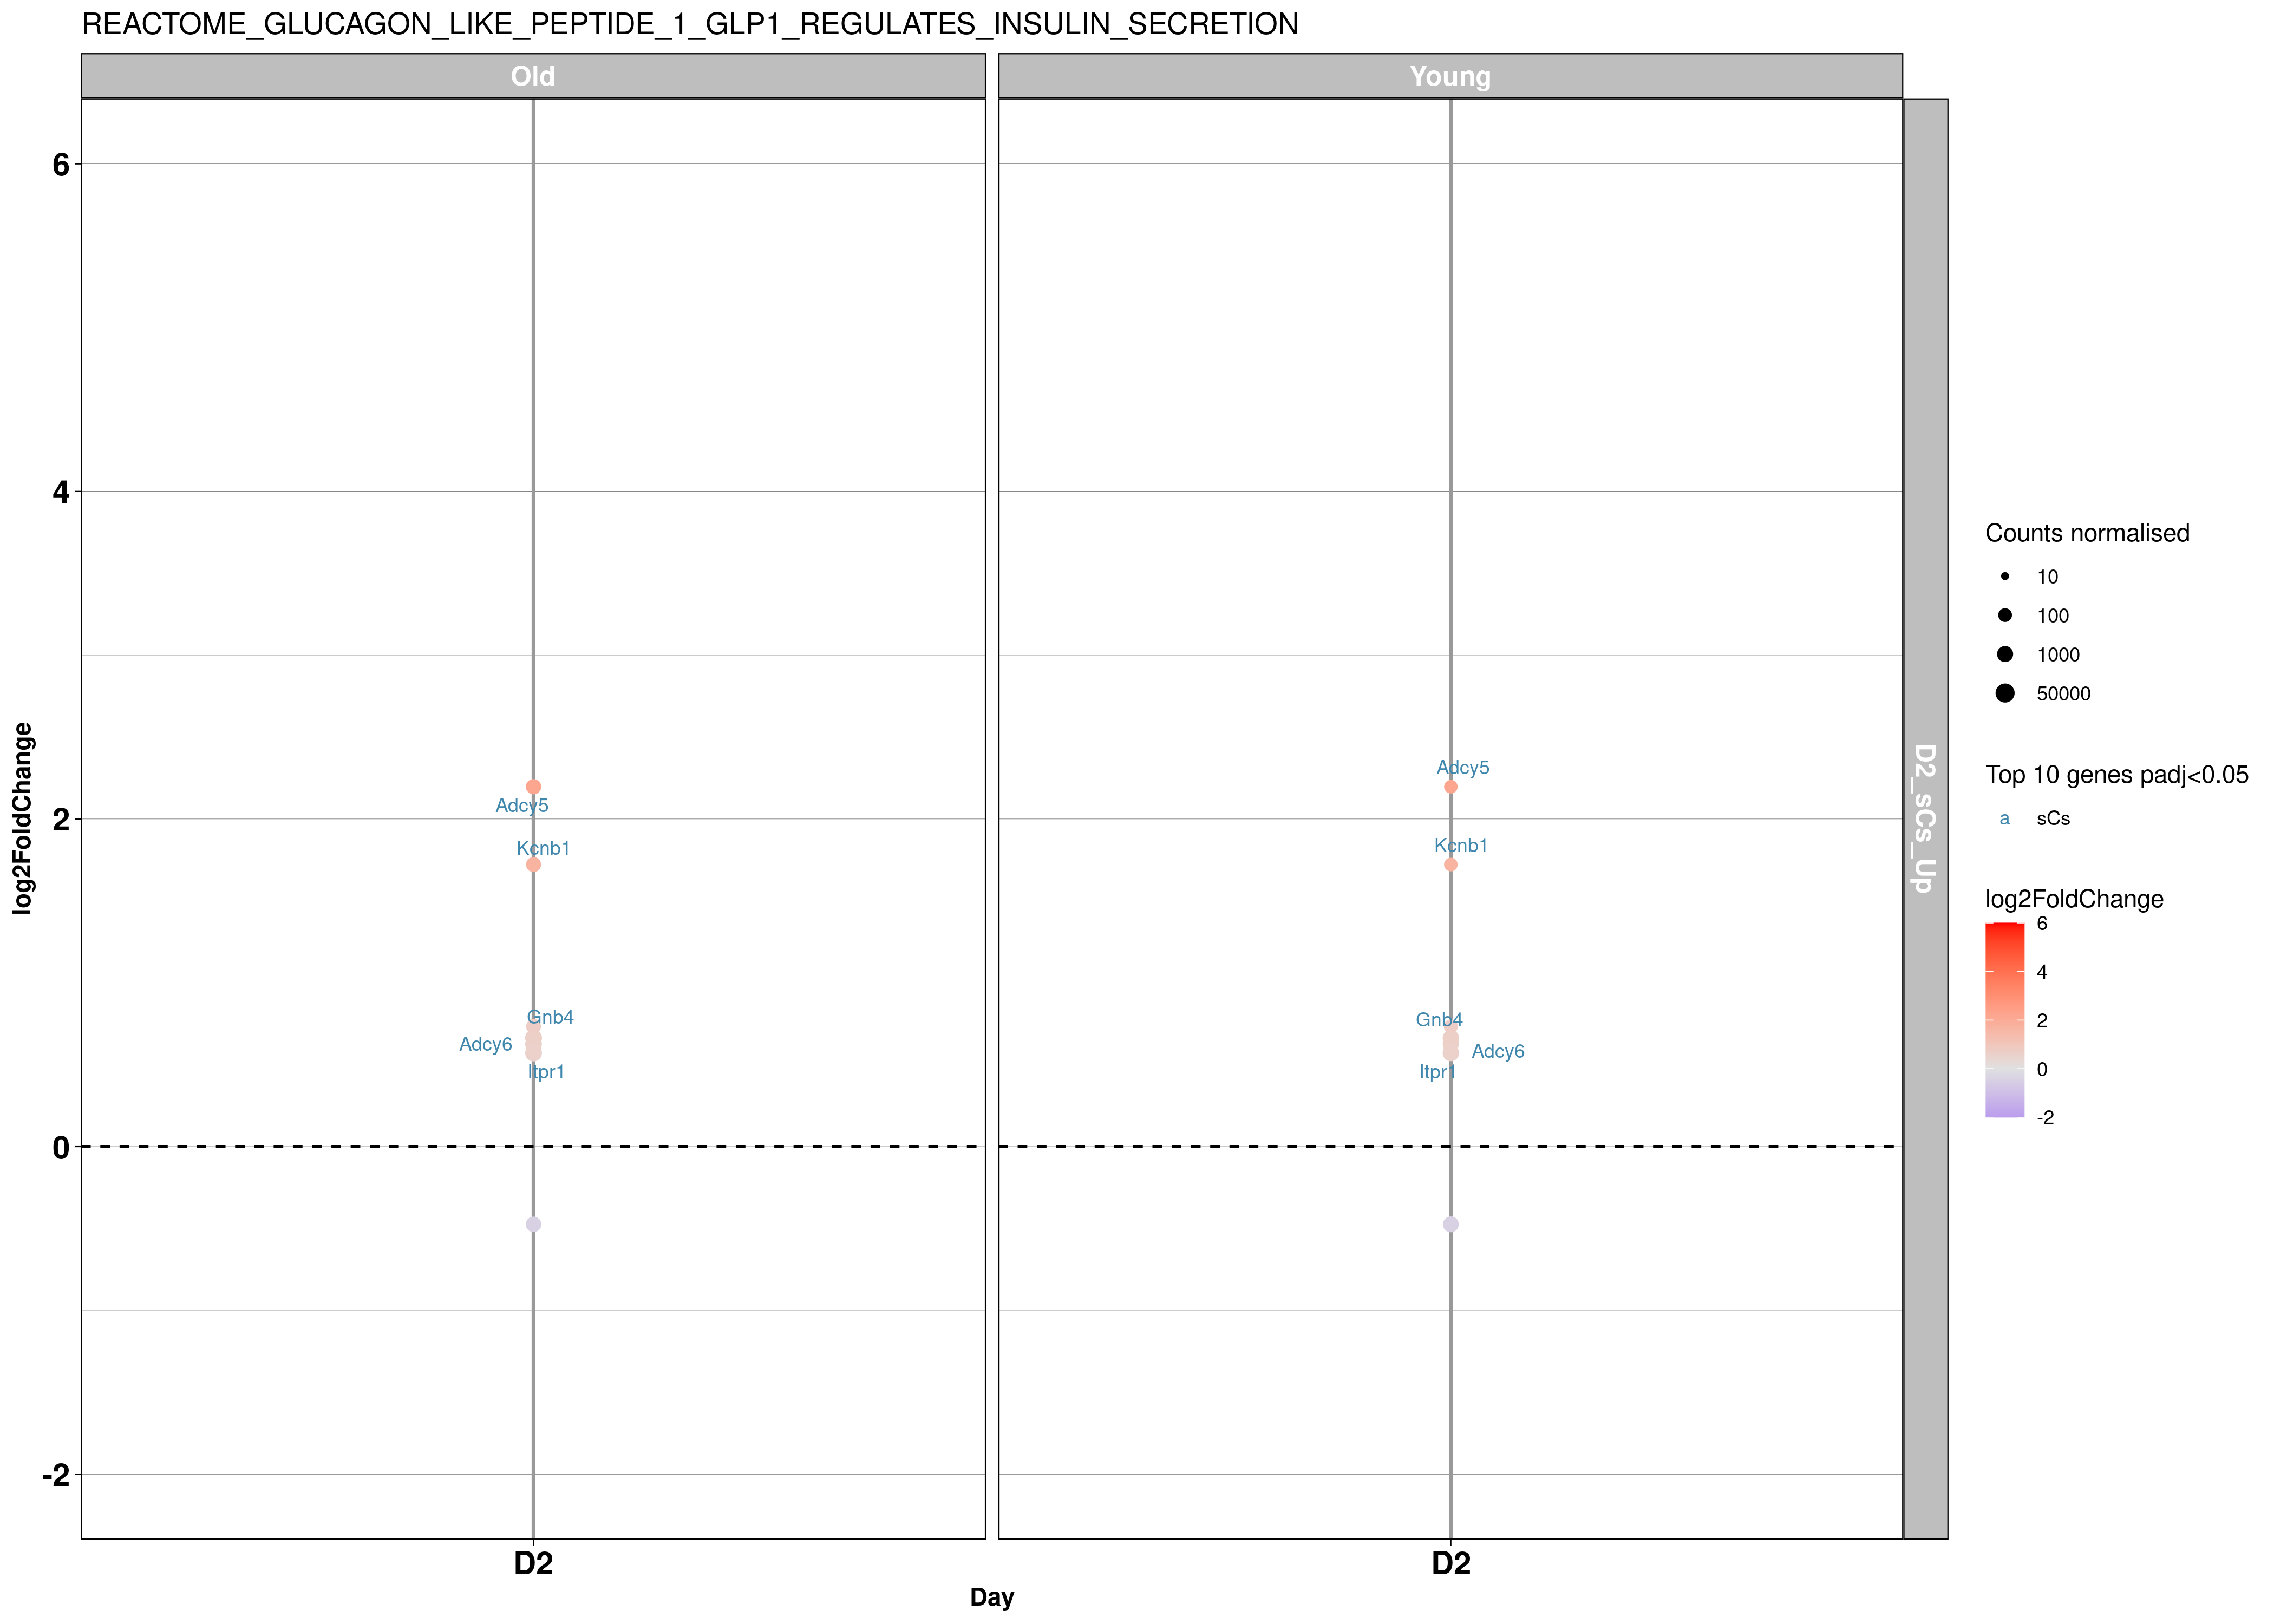 REACTOME_GLUCAGON_LIKE_PEPTIDE_1_GLP1_REGULATES_INSULIN_SECRETION
Old
Young
6
4
2
0
-2
log2FoldChange
Adcy5
Kcnb1
Gnb4
Adcy6
Itpr1
Adcy5
Kcnb1
Gnb4
Adcy6
Itpr1
D2_sCs_Up
D2
D2
Day
Counts normalised
10
100
1000
50000
Top 10 genes padj<0.05
a sCs
log2FoldChange
6
4
2
0
-2